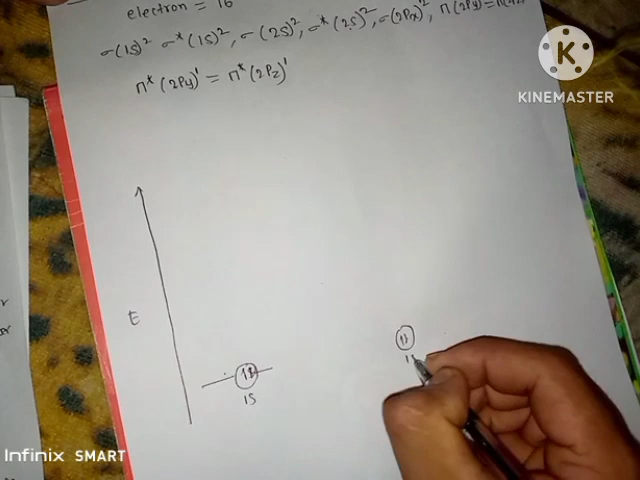 electron = 16
σ(1S)² σ*(1S)², σ(2S)², σ*(2S)², σ(2Px)², π(2Py)²=
π*(2Py)¹ = π*(2Pz)¹
K
KINEMASTER
E
1S
Infinix SMART